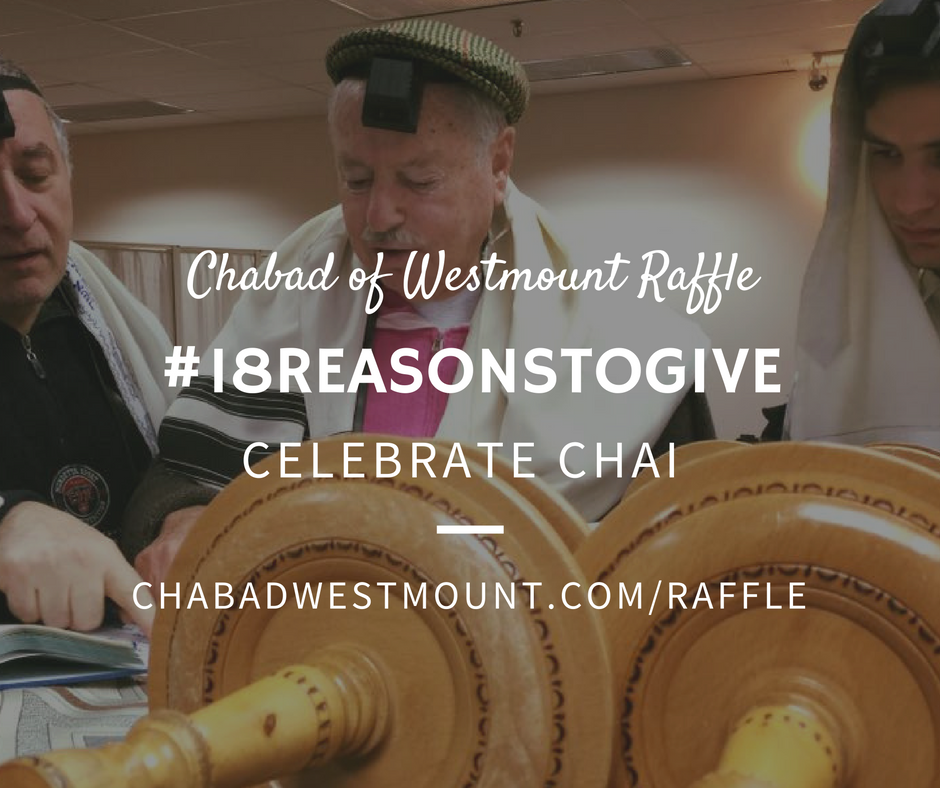 Chabad of Westmount Raffle
#18REASONSTOGIVE
CELEBRATE CHAI
CHABADWESTMOUNT.COM/RAFFLE